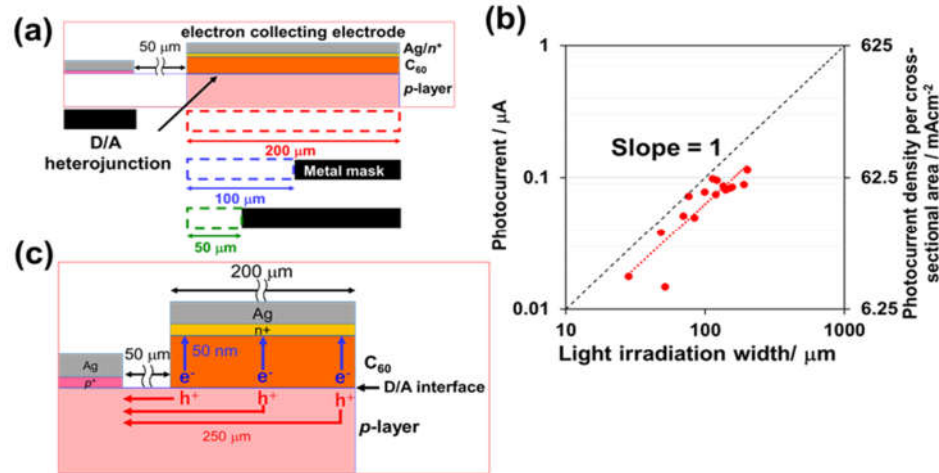 (a)
electron collecting electrode
50 μm
Ag/n⁺
C₆₀
p-layer
D/A
heterojunction
200 μm
Metal mask
100 μm
50 μm
(b)
Photocurrent / μA
1
0.1
0.01
Slope = 1
625
62.5
6.25
Photocurrent density per cross-
sectional area / mAcm⁻²
10
100
1000
Light irradiation width/ μm
(c)
200 μm
Ag
n+
50 μm
50 nm
C₆₀
Ag
p⁺
e⁻
e⁻
e⁻
D/A interface
h⁺
h⁺
h⁺
p-layer
250 μm